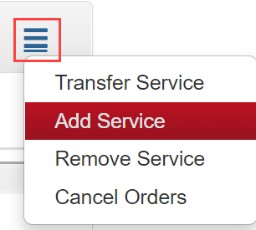 Transfer Service
Add Service
Remove Service
Cancel Orders